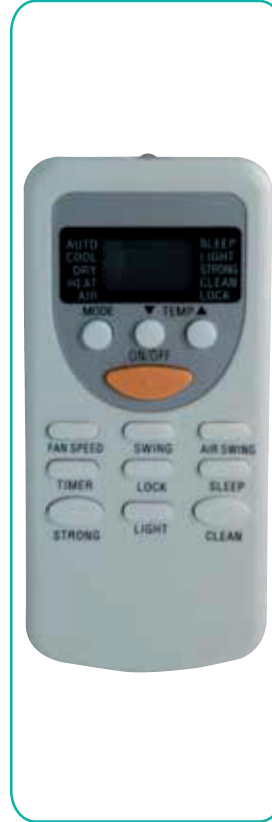 AUTO SLEEP
COOL LIGHT
DRY STRONG
HEAT CLEAN
AIR LOCK
MODE ▼ TEMP ▲
ON/OFF
FAN SPEED SWING AIR SWING
TIMER LOCK SLEEP
STRONG LIGHT CLEAN